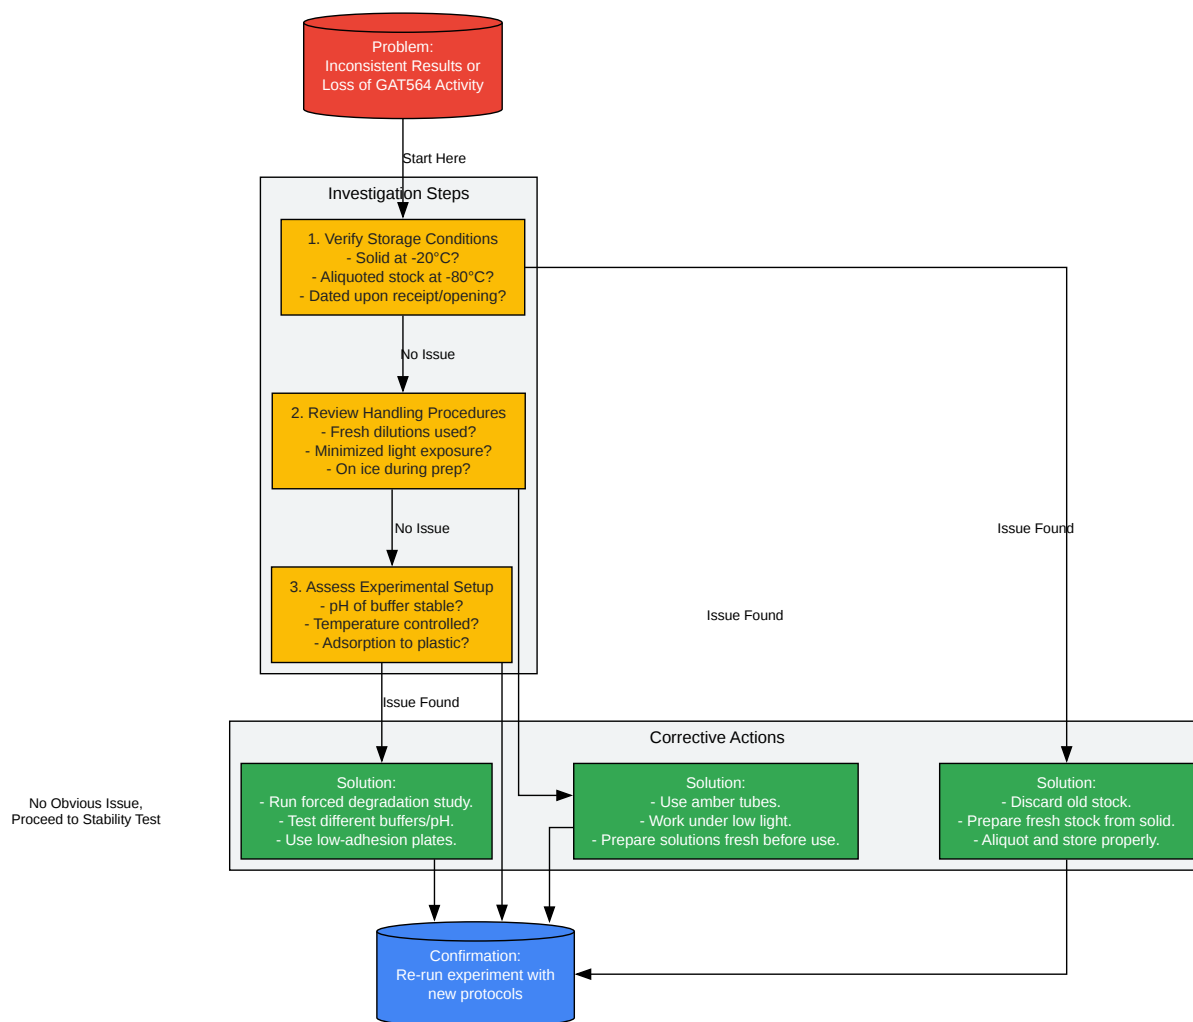 Problem:
Inconsistent Results or
Loss of GAT564 Activity
Start Here
Investigation Steps
1. Verify Storage Conditions
- Solid at -20°C?
- Aliquoted stock at -80°C?
- Dated upon receipt/opening?
No Issue
2. Review Handling Procedures
- Fresh dilutions used?
- Minimized light exposure?
- On ice during prep?
No Issue
Issue Found
3. Assess Experimental Setup
- pH of buffer stable?
- Temperature controlled?
- Adsorption to plastic?
Issue Found
Issue Found
Corrective Actions
No Obvious Issue,
Proceed to Stability Test
Solution:
- Run forced degradation study.
- Test different buffers/pH.
- Use low-adhesion plates.
Solution:
- Use amber tubes.
- Work under low light.
- Prepare solutions fresh before use.
Solution:
- Discard old stock.
- Prepare fresh stock from solid.
- Aliquot and store properly.
Confirmation:
Re-run experiment with
new protocols